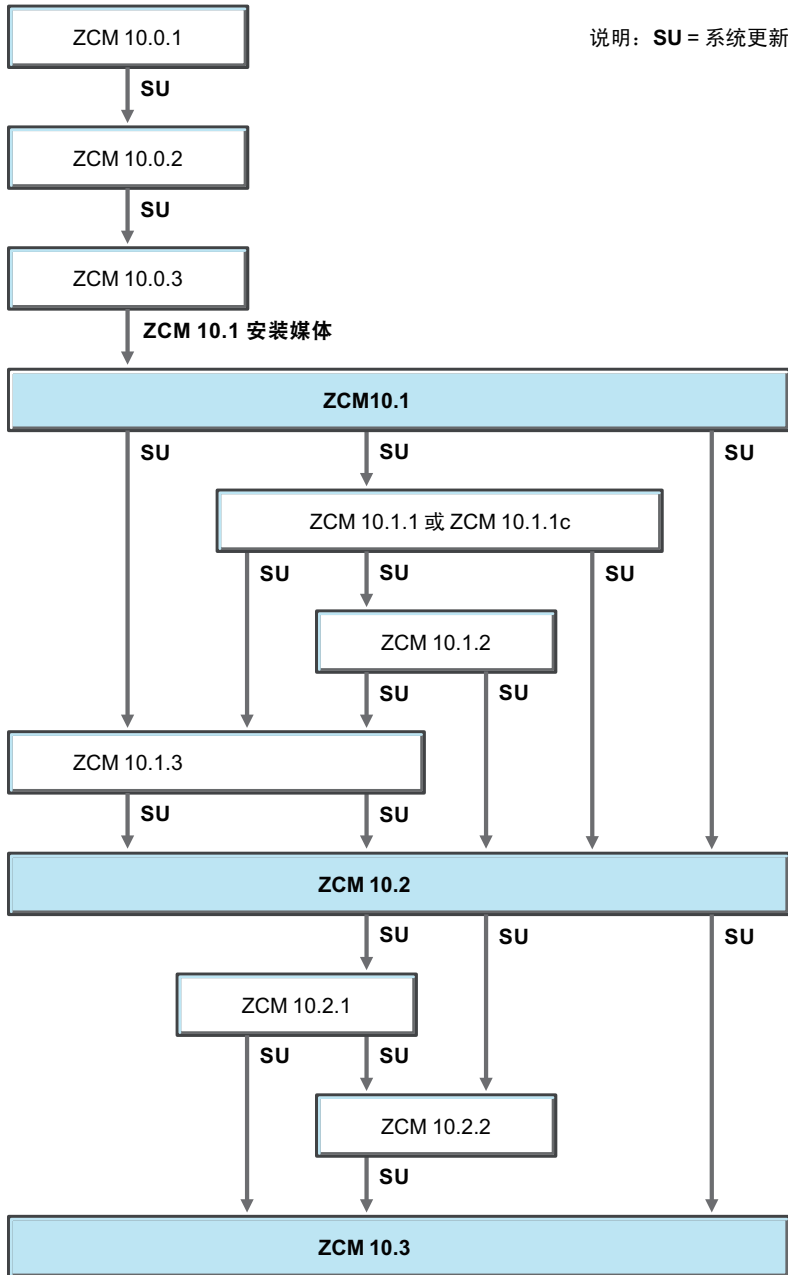 ZCM 10.0.1
说明：SU = 系统更新
SU
ZCM 10.0.2
SU
ZCM 10.0.3
ZCM 10.1 安装媒体
ZCM10.1
SU
SU
SU
ZCM 10.1.1 或 ZCM 10.1.1c
SU
SU
SU
ZCM 10.1.2
SU
SU
ZCM 10.1.3
SU
SU
ZCM 10.2
SU
SU
SU
ZCM 10.2.1
SU
SU
ZCM 10.2.2
SU
ZCM 10.3